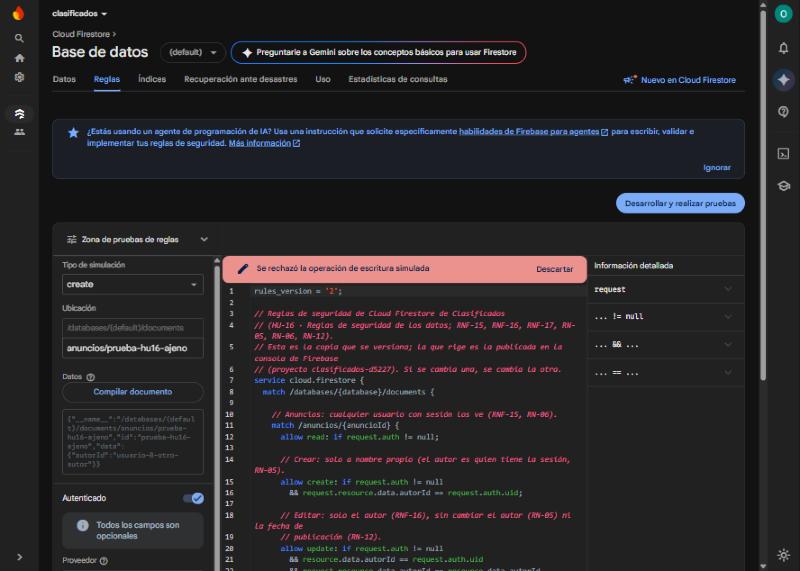 clasificados
Cloud Firestore >
Base de datos
(default)
Preguntarle a Gemini sobre los conceptos básicos para usar Firestore
Datos
Reglas
Índices
Recuperación ante desastres
Uso
Estadísticas de consultas
Nuevo en Cloud Firestore
¿Estás usando un agente de programación de IA? Usa una instrucción que solicite específicamente habilidades de Firebase para agentes para escribir, validar e
implementar tus reglas de seguridad. Más información
Ignorar
Desarrollar y realizar pruebas
Zona de pruebas de reglas
Tipo de simulación
create
Ubicación
/databases/(default)/documents
anuncios/prueba-hu16-ajeno
Datos
Compilar documento
{"__name__":"/databases/(defaul
t)/documents/anuncios/prueba-
hu16-ajeno","id":"prueba-hu16-
ajeno","data":
{"autorId":"usuario-B-otro-
autor"}}
Autenticado
Todos los campos son
opcionales
Proveedor
Se rechazó la operación de escritura simulada
Descartar
1 rules_version = '2';
2
3 // Reglas de seguridad de Cloud Firestore de Clasificados
4 // (HU-16 · Reglas de seguridad de los datos; RNF-15, RNF-16, RNF-17, RN-
05, RN-06, RN-12).
5 // Esta es la copia que se versiona; la que rige es la publicada en la
consola de Firebase
6 // (proyecto clasificados-d5227). Si se cambia una, se cambia la otra.
7 service cloud.firestore {
8 match /databases/{database}/documents {
9
10 // Anuncios: cualquier usuario con sesión los ve (RNF-15, RN-06).
11 match /anuncios/{anuncioId} {
12 allow read: if request.auth != null;
13
14 // Crear: solo a nombre propio (el autor es quien tiene la sesión,
RN-05).
15 allow create: if request.auth != null
16 && request.resource.data.autorId == request.auth.uid;
17
18 // Editar: solo el autor (RNF-16), sin cambiar el autor (RN-05) ni
la fecha de
19 // publicación (RN-12).
20 allow update: if request.auth != null
21 && resource.data.autorId == request.auth.uid
22 && request.resource.data.autorId == resource.data.autorId
Información detallada
request
... != null
... && ...
... == ...
O